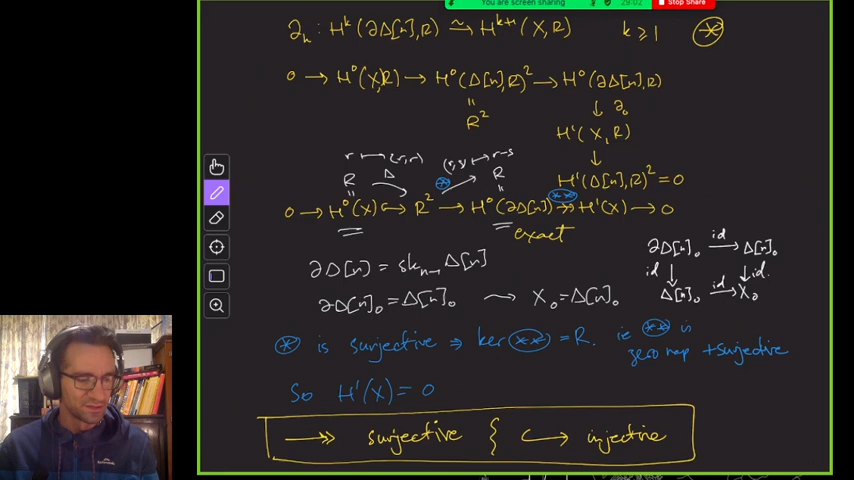 You are screen sharing 29:02 Stop Share
∂ₙ : Hᵏ(∂Δ[n],R) ≃→ Hᵏ⁺¹(X,R) k ≥ 1 ⊛
0 → H⁰(X,R) → H⁰(Δ[n],R)² → H⁰(∂Δ[n],R)
= R²
↓ ∂₀
H¹(X,R)
↓
H¹(Δ[n],R)² = 0
r ↦ (r,r) (r,s) ↦ r-s
R Δ→ ⊛ → R
0 → H⁰(X) ↪ R² → H⁰(∂Δ[n]) ↠ H¹(X) → 0
**
exact
∂Δ[n] = skₙ₋₁ Δ[n]
∂Δ[n]₀ = Δ[n]₀ ⤳ X₀ = Δ[n]₀
∂Δ[n]₀ id→ Δ[n]₀
id ↓ ↓ id.
Δ[n]₀ id→ X₀
⊛ is surjective ⇒ ker ** = R. ie ** is
zero map + surjective
So H¹(X) = 0
↠ surjective { ↪ injective